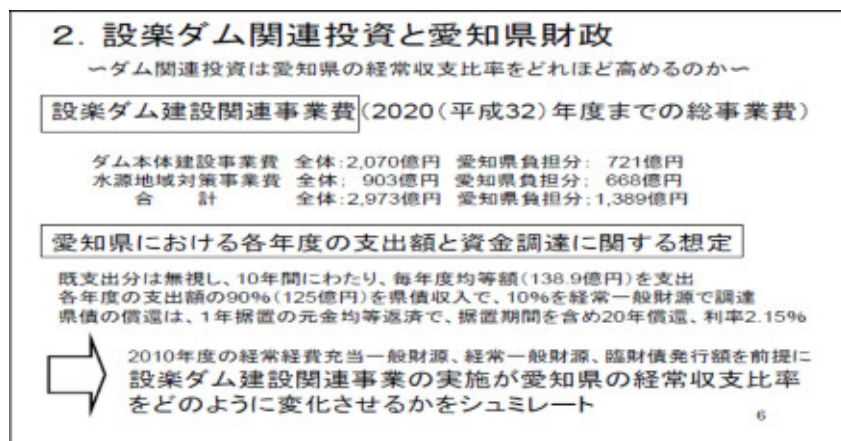 2．設楽ダム関連投資と愛知県財政
～ダム関連投資は愛知県の経常収支比率をどれほど高めるのか～
設楽ダム建設関連事業費(2020(平成32)年度までの総事業費)
ダム本体建設事業費 全体:2,070億円 愛知県負担分: 721億円
水源地域対策事業費 全体; 903億円 愛知県負担分; 668億円
合 計 全体:2,973億円 愛知県負担分:1,389億円
愛知県における各年度の支出額と資金調達に関する想定
既支出分は無視し、10年間にわたり、毎年度均等額(138.9億円)を支出
各年度の支出額の90%(125億円)を県債収入で、10%を経常一般財源で調達
県債の償還は、1年据置の元金均等返済で、据置期間を含め20年償還、利率2.15%
2010年度の経常経費充当一般財源、経常一般財源、臨財債発行額を前提に
設楽ダム建設関連事業の実施が愛知県の経常収支比率
をどのように変化させるかをシュミレート
6